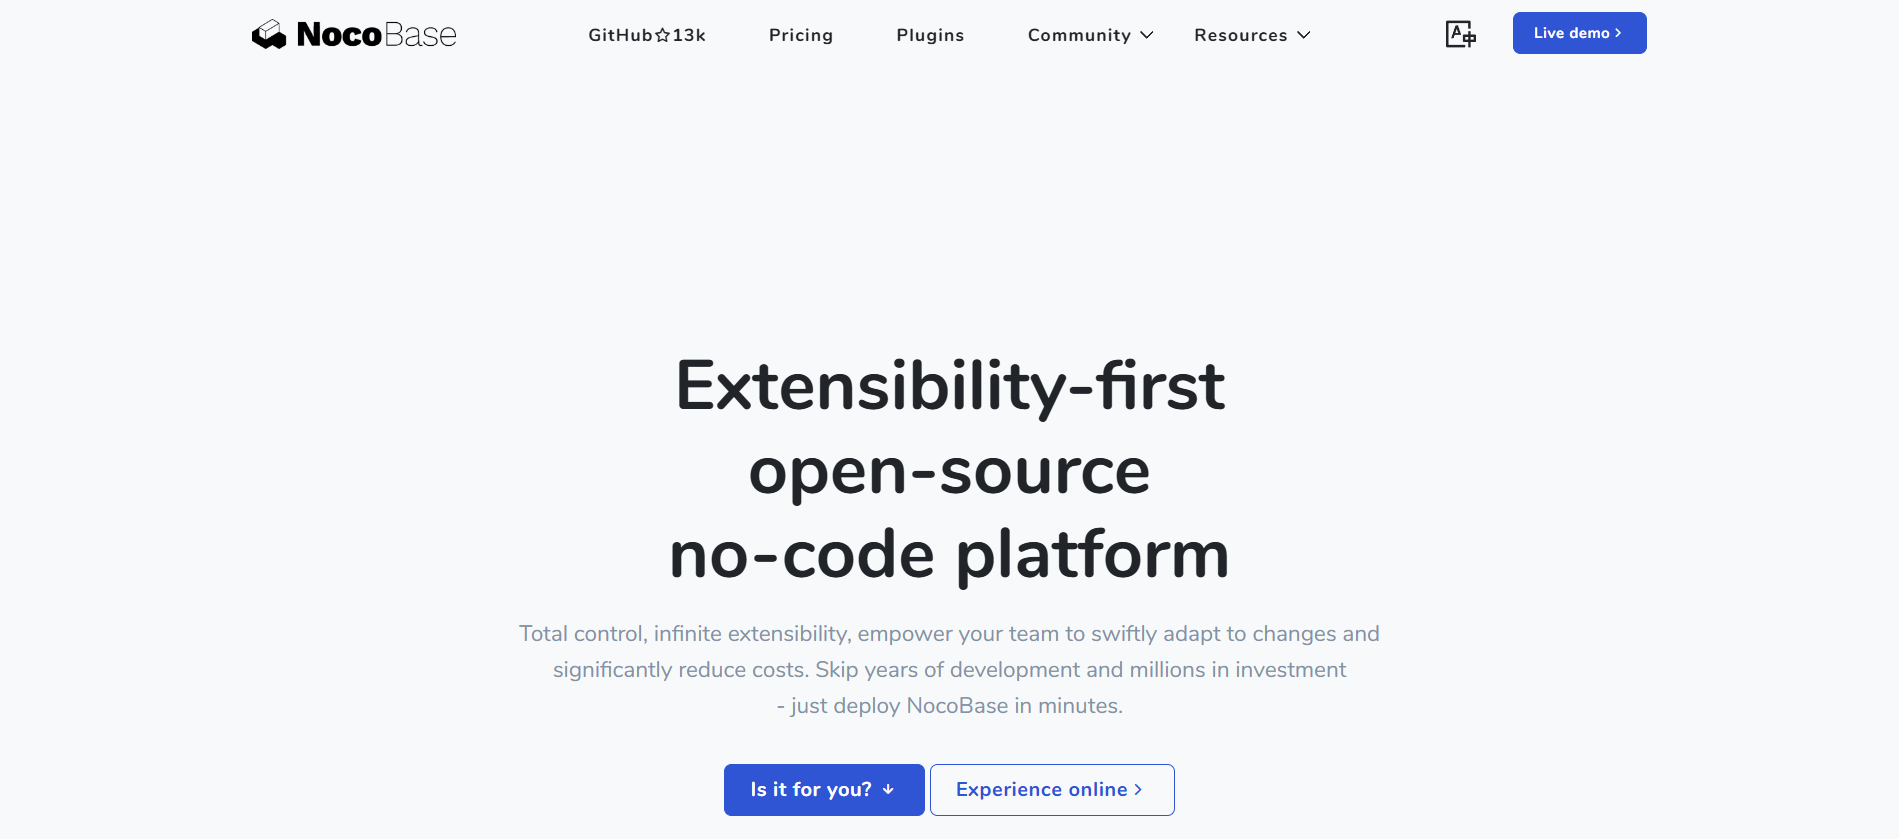 NocoBase
GitHub☆13k
Pricing
Plugins
Community
Resources
Live demo
Extensibility-first
open-source
no-code platform
Total control, infinite extensibility, empower your team to swiftly adapt to changes and
significantly reduce costs. Skip years of development and millions in investment
- just deploy NocoBase in minutes.
Is it for you? ↓
Experience online